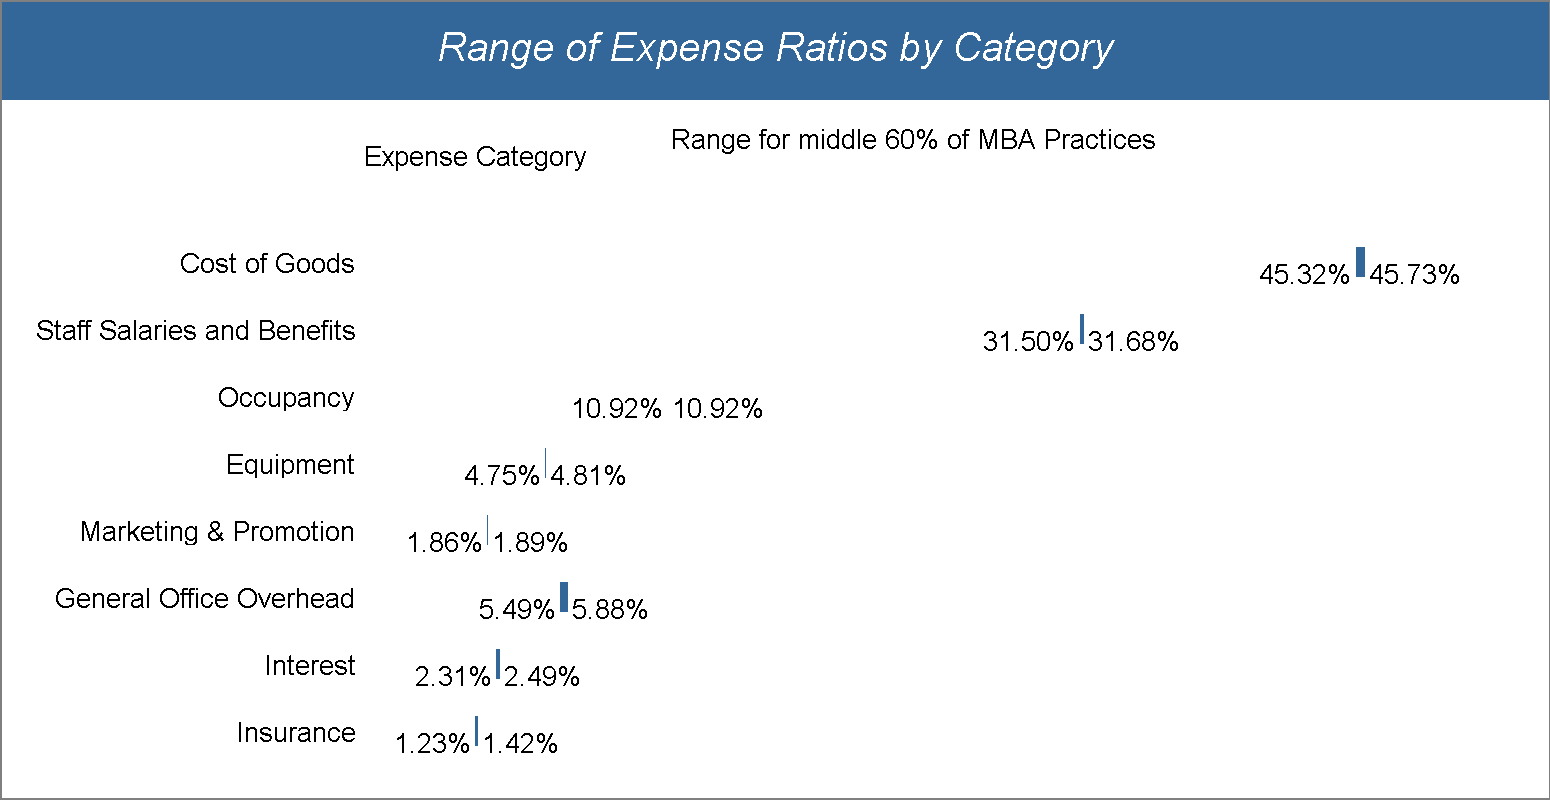 Range of Expense Ratios by Category
Expense Category
Range for middle 60% of MBA Practices
Cost of Goods 45.32% 45.73%
Staff Salaries and Benefits 31.50% 31.68%
Occupancy 10.92% 10.92%
Equipment 4.75% 4.81%
Marketing & Promotion 1.86% 1.89%
General Office Overhead 5.49% 5.88%
Interest 2.31% 2.49%
Insurance 1.23% 1.42%